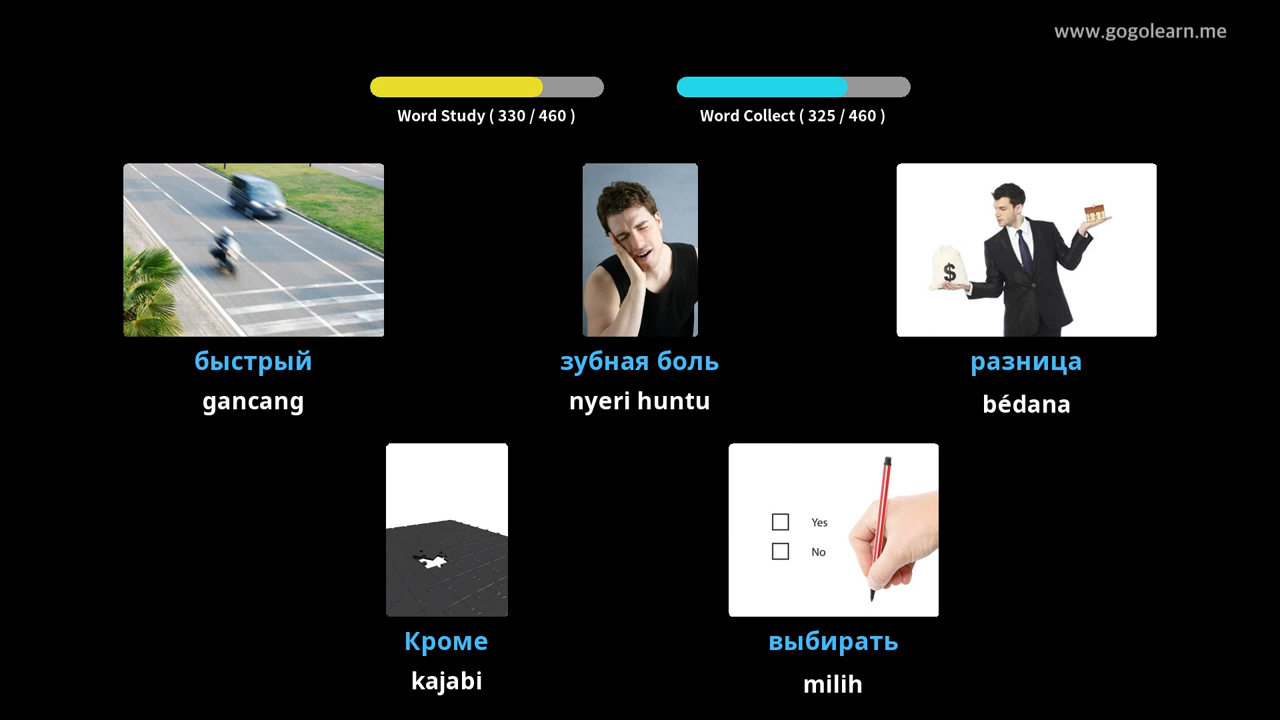 www.gogolearn.me
Word Study ( 330 / 460 )
Word Collect ( 325 / 460 )
быстрый
gancang
зубная боль
nyeri huntu
$
разница
bédana
Кроме
kajabi
Yes
No
выбирать
milih